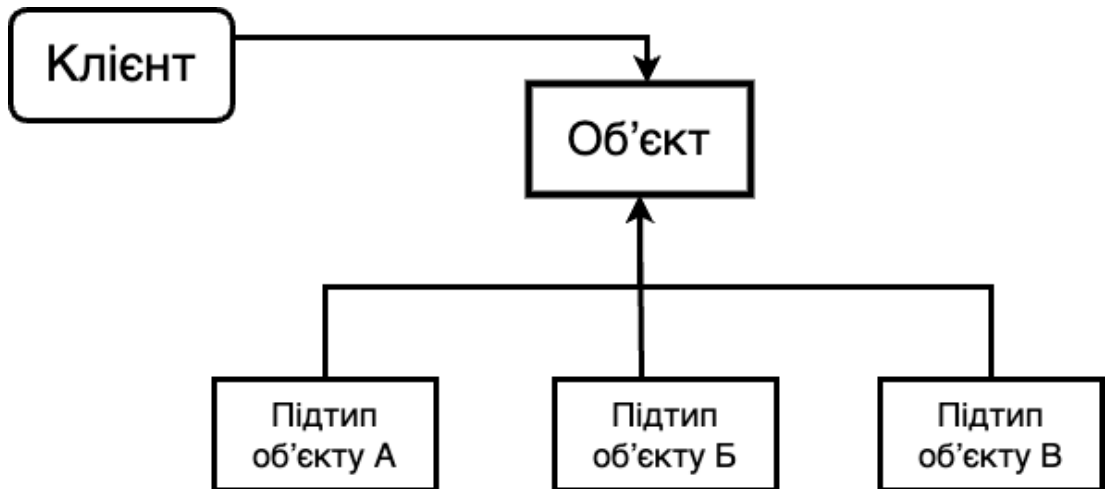 Клієнт
Об’єкт
Підтип
об’єкту А
Підтип
об’єкту Б
Підтип
об’єкту В